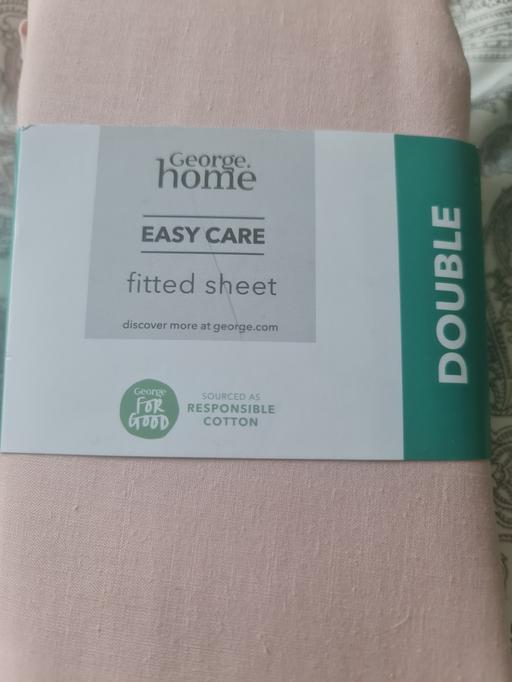 George.
home
EASY CARE
fitted sheet
discover more at george.com
George
FOR
GOOD
SOURCED AS
RESPONSIBLE
COTTON
DOUBLE